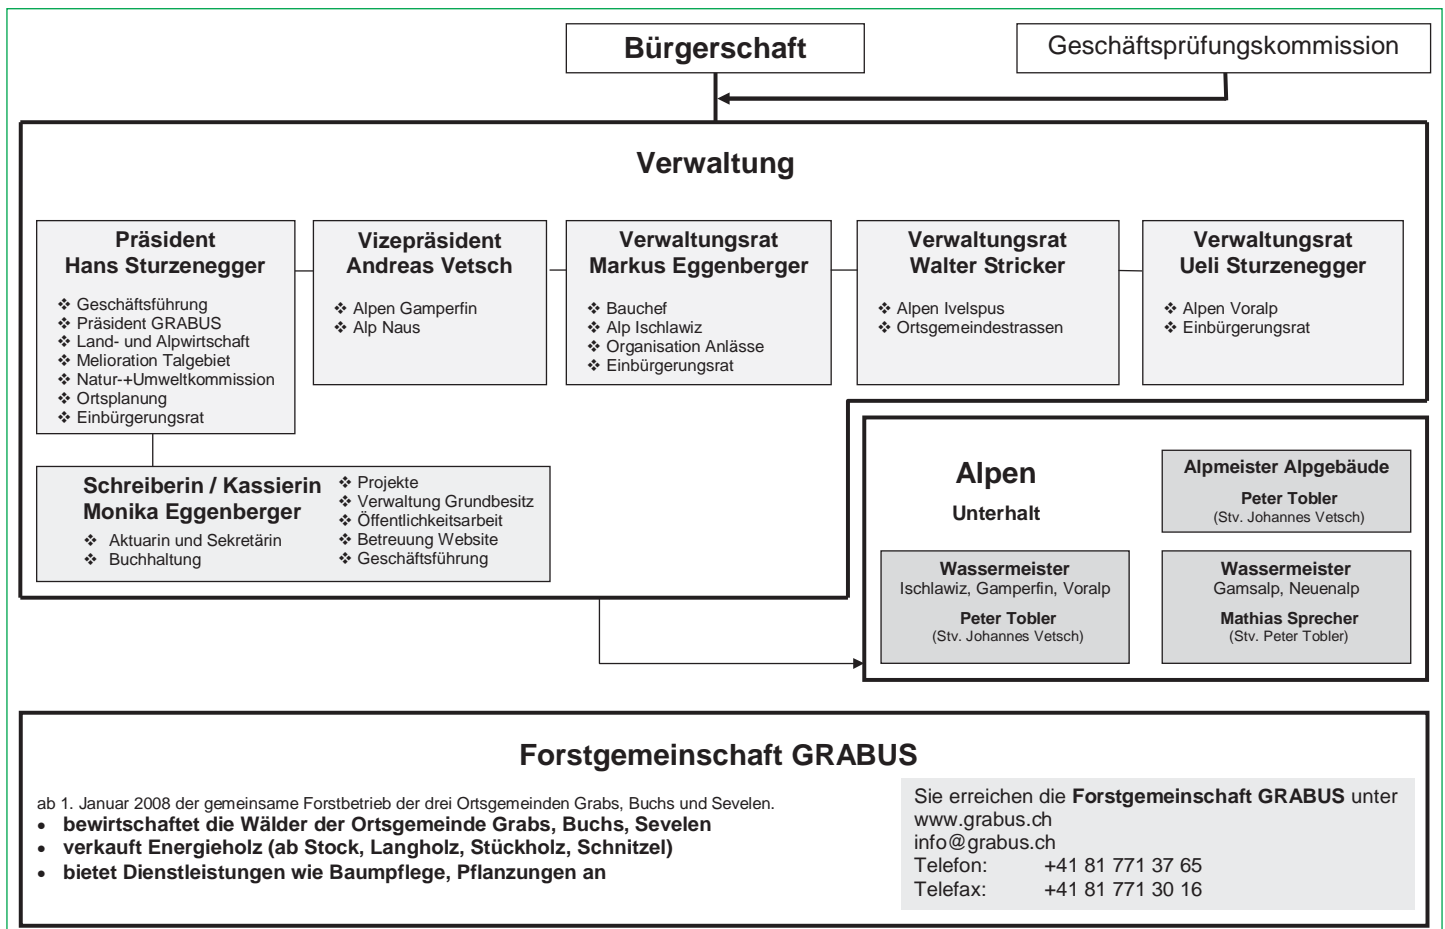 Bürgerschaft
Geschäftsprüfungskommission
Verwaltung
Präsident
Hans Sturzenegger
❖ Geschäftsführung
❖ Präsident GRABUS
❖ Land- und Alpwirtschaft
❖ Melioration Talgebiet
❖ Natur-+Umweltkommission
❖ Ortsplanung
❖ Einbürgerungsrat
Vizepräsident
Andreas Vetsch
❖ Alpen Gamperfin
❖ Alp Naus
Verwaltungsrat
Markus Eggenberger
❖ Bauchef
❖ Alp Ischlawiz
❖ Organisation Anlässe
❖ Einbürgerungsrat
Verwaltungsrat
Walter Stricker
❖ Alpen Ivelspus
❖ Ortsgemeindestrassen
Verwaltungsrat
Ueli Sturzenegger
❖ Alpen Voralp
❖ Einbürgerungsrat
Schreiberin / Kassierin
Monika Eggenberger
❖ Aktuarin und Sekretärin
❖ Buchhaltung
❖ Projekte
❖ Verwaltung Grundbesitz
❖ Öffentlichkeitsarbeit
❖ Betreuung Website
❖ Geschäftsführung
Alpen
Unterhalt
Alpmeister Alpgebäude
Peter Tobler
(Stv. Johannes Vetsch)
Wassermeister
Ischlawiz, Gamperfin, Voralp
Peter Tobler
(Stv. Johannes Vetsch)
Wassermeister
Gamsalp, Neuenalp
Mathias Sprecher
(Stv. Peter Tobler)
Forstgemeinschaft GRABUS
ab 1. Januar 2008 der gemeinsame Forstbetrieb der drei Ortsgemeinden Grabs, Buchs und Sevelen.
• bewirtschaftet die Wälder der Ortsgemeinde Grabs, Buchs, Sevelen
• verkauft Energieholz (ab Stock, Langholz, Stückholz, Schnitzel)
• bietet Dienstleistungen wie Baumpflege, Pflanzungen an
Sie erreichen die Forstgemeinschaft GRABUS unter
www.grabus.ch
info@grabus.ch
Telefon: +41 81 771 37 65
Telefax: +41 81 771 30 16